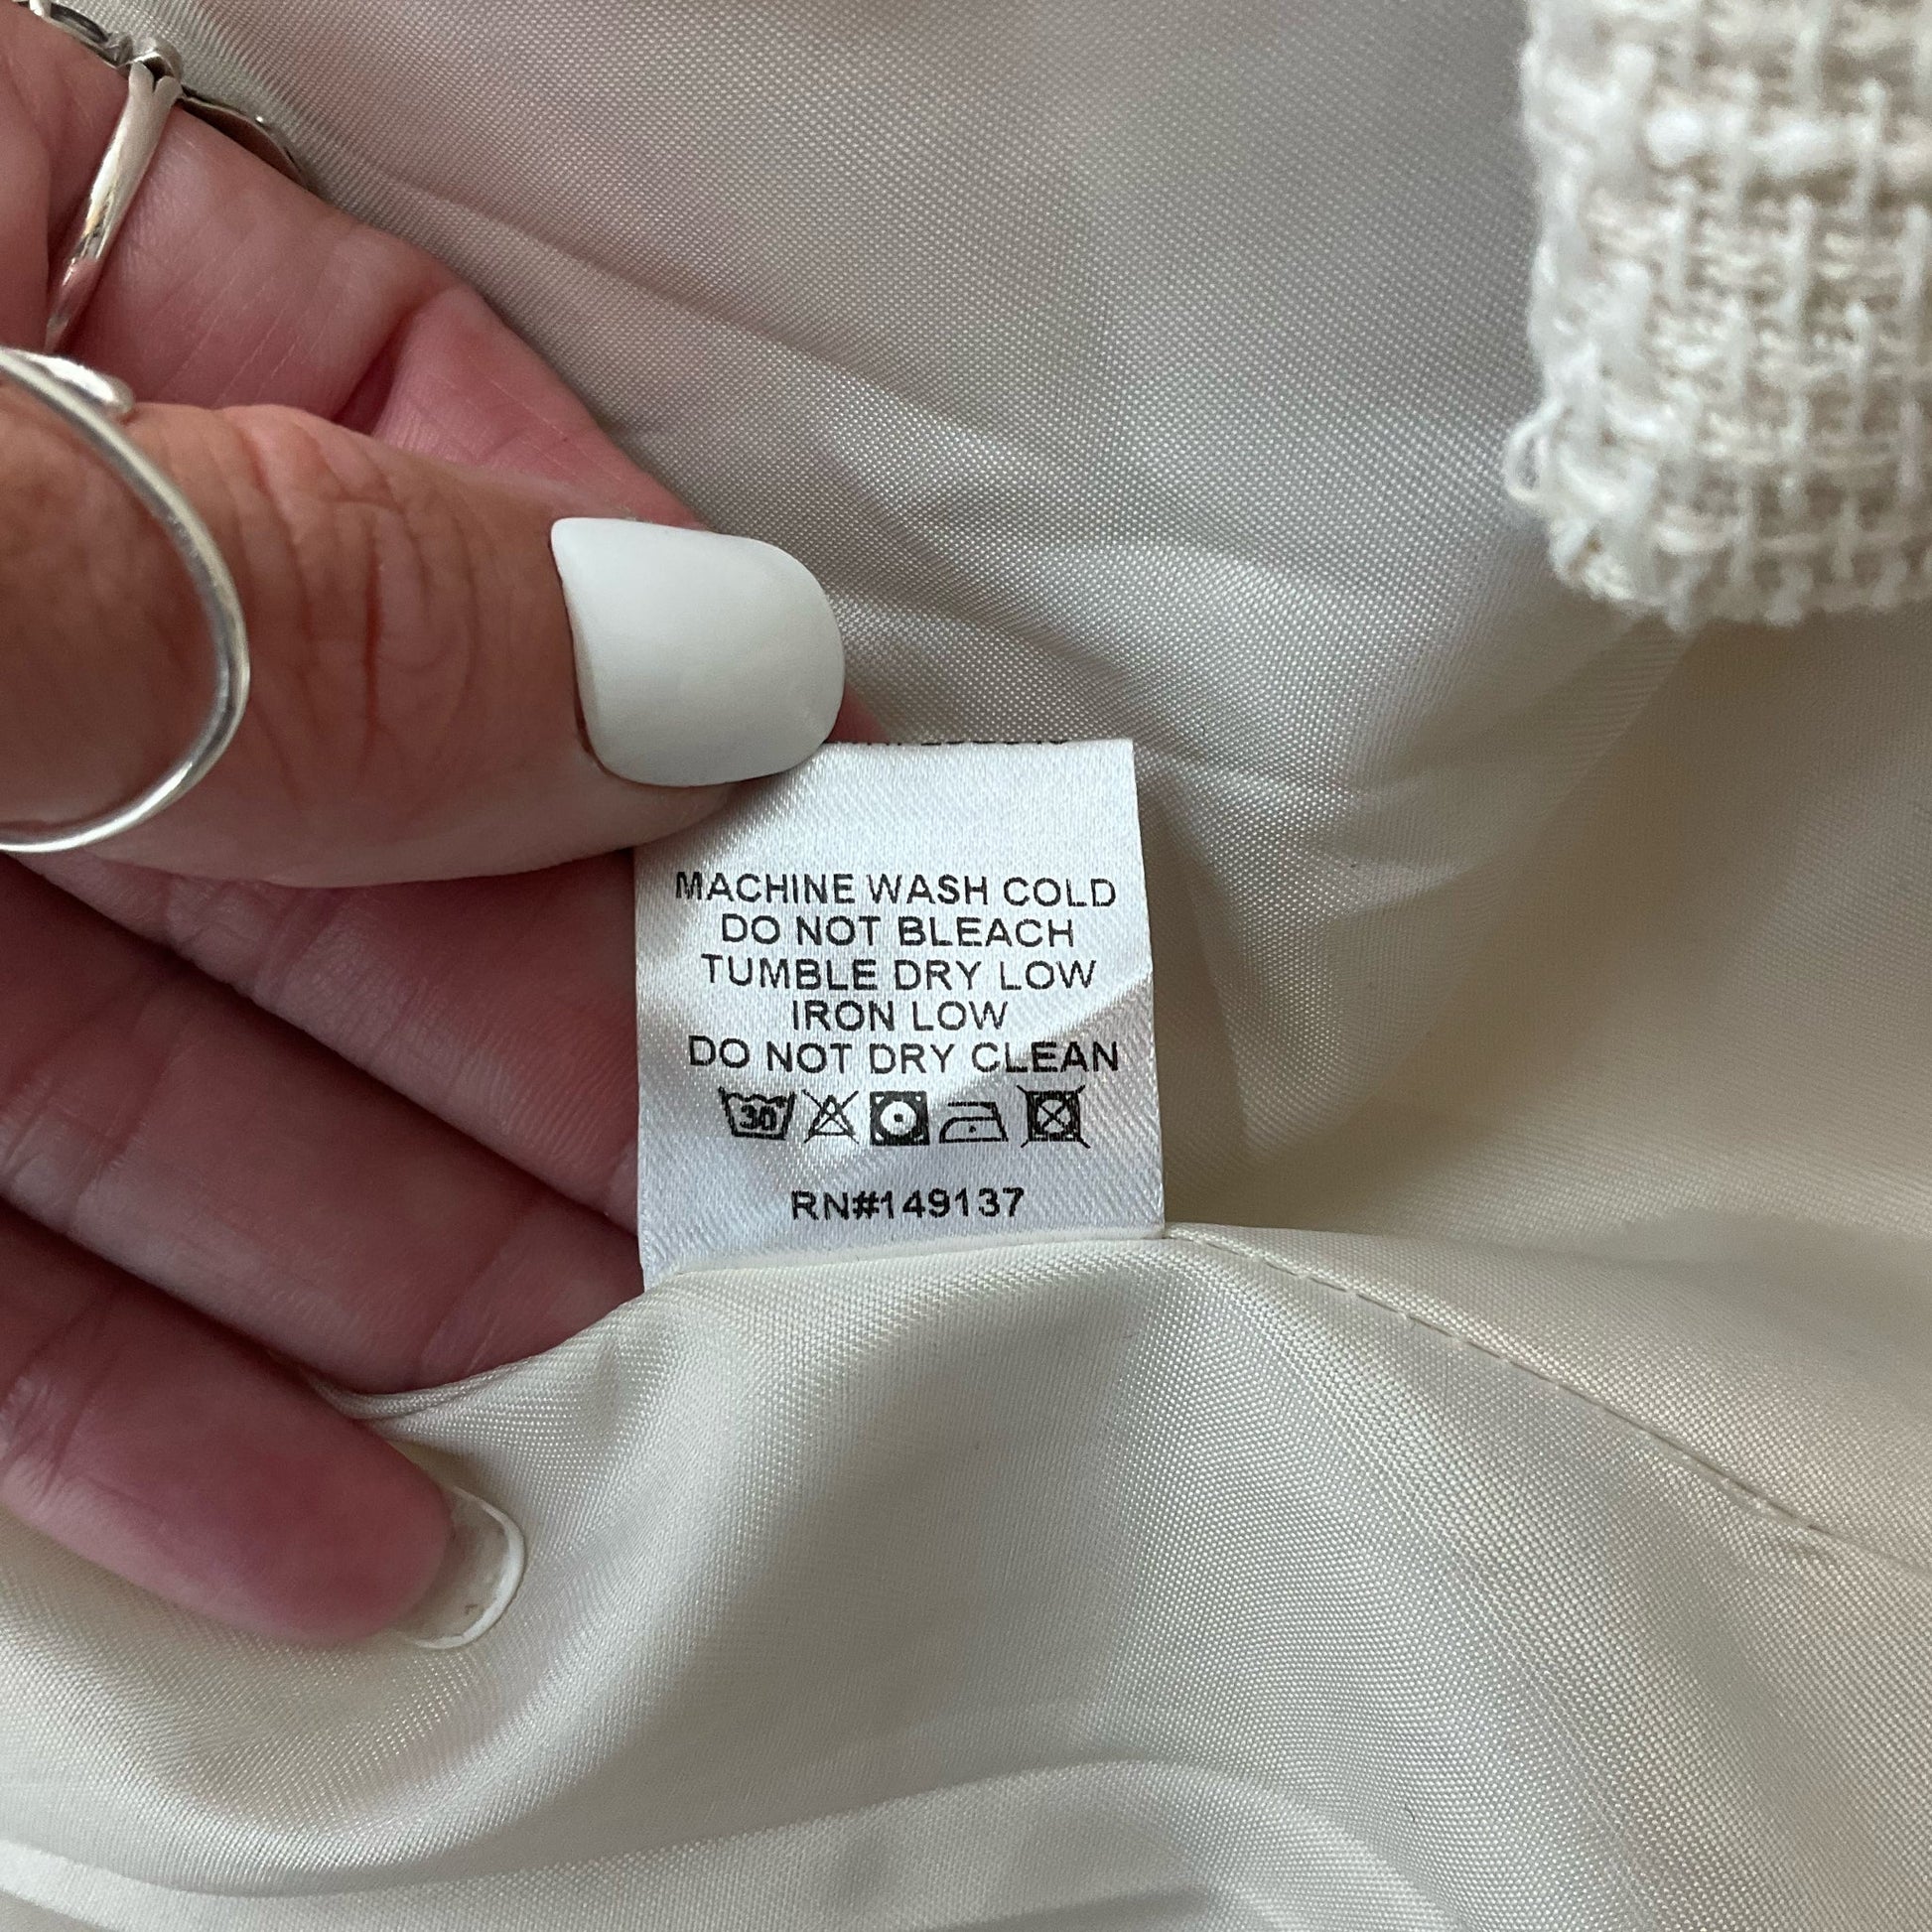 MACHINE WASH COLD
DO NOT BLEACH
TUMBLE DRY LOW
IRON LOW
DO NOT DRY CLEAN
30
RN#149137